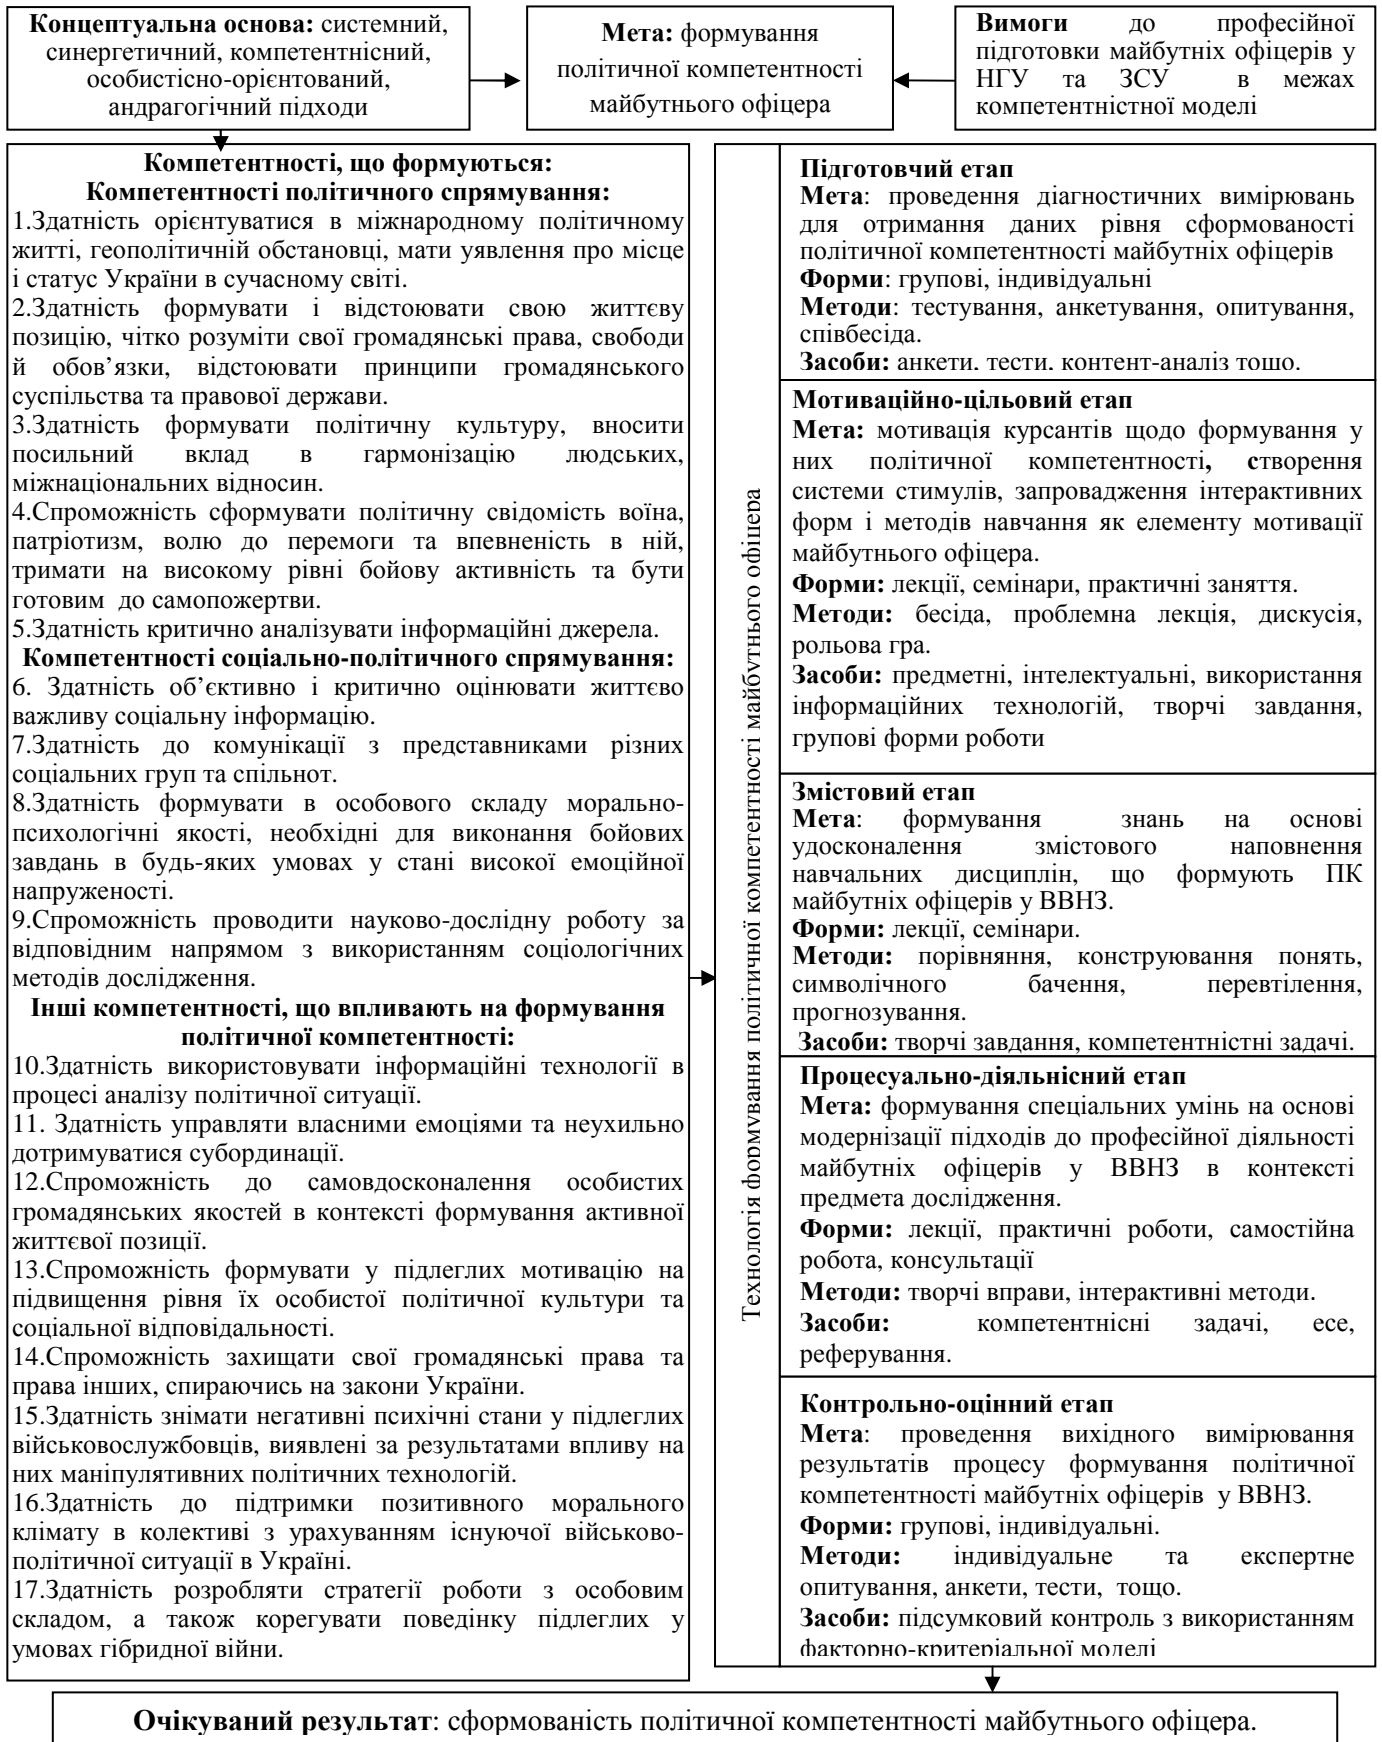 Концептуальна основа: системний,
синергетичний, компетентнісний,
особистісно-орієнтований,
андрагогічний підходи
Мета: формування
політичної компетентності
майбутнього офіцера
Вимоги до професійної
підготовки майбутніх офіцерів у
НГУ та ЗСУ в межах
компетентністної моделі
Компетентності, що формуються:
Компетентності політичного спрямування:
1.Здатність орієнтуватися в міжнародному політичному
житті, геополітичній обстановці, мати уявлення про місце
і статус України в сучасному світі.
2.Здатність формувати і відстоювати свою життєву
позицію, чітко розуміти свої громадянські права, свободи
й обов’язки, відстоювати принципи громадянського
суспільства та правової держави.
3.Здатність формувати політичну культуру, вносити
посильний вклад в гармонізацію людських,
міжнаціональних відносин.
4.Спроможність сформувати політичну свідомість воїна,
патріотизм, волю до перемоги та впевненість в ній,
тримати на високому рівні бойову активність та бути
готовим до самопожертви.
5.Здатність критично аналізувати інформаційні джерела.
Компетентності соціально-політичного спрямування:
6. Здатність об’єктивно і критично оцінювати життєво
важливу соціальну інформацію.
7.Здатність до комунікації з представниками різних
соціальних груп та спільнот.
8.Здатність формувати в особового складу морально-
психологічні якості, необхідні для виконання бойових
завдань в будь-яких умовах у стані високої емоційної
напруженості.
9.Спроможність проводити науково-дослідну роботу за
відповідним напрямом з використанням соціологічних
методів дослідження.
Інші компетентності, що впливають на формування
політичної компетентності:
10.Здатність використовувати інформаційні технології в
процесі аналізу політичної ситуації.
11. Здатність управляти власними емоціями та неухильно
дотримуватися субординації.
12.Спроможність до самовдосконалення особистих
громадянських якостей в контексті формування активної
життєвої позиції.
13.Спроможність формувати у підлеглих мотивацію на
підвищення рівня їх особистої політичної культури та
соціальної відповідальності.
14.Спроможність захищати свої громадянські права та
права інших, спираючись на закони України.
15.Здатність знімати негативні психічні стани у підлеглих
військовослужбовців, виявлені за результатами впливу на
них маніпулятивних політичних технологій.
16.Здатність до підтримки позитивного морального
клімату в колективі з урахуванням існуючої військово-
політичної ситуації в Україні.
17.Здатність розробляти стратегії роботи з особовим
складом, а також корегувати поведінку підлеглих у
умовах гібридної війни.
Технологія формування політичної компетентності майбутнього офіцера
Підготовчий етап
Мета: проведення діагностичних вимірювань
для отримання даних рівня сформованості
політичної компетентності майбутніх офіцерів
Форми: групові, індивідуальні
Методи: тестування, анкетування, опитування,
співбесіда.
Засоби: анкети, тести, контент-аналіз тощо.
Мотиваційно-цільовий етап
Мета: мотивація курсантів щодо формування у
них політичної компетентності, створення
системи стимулів, запровадження інтерактивних
форм і методів навчання як елементу мотивації
майбутнього офіцера.
Форми: лекції, семінари, практичні заняття.
Методи: бесіда, проблемна лекція, дискусія,
рольова гра.
Засоби: предметні, інтелектуальні, використання
інформаційних технологій, творчі завдання,
групові форми роботи
Змістовий етап
Мета: формування знань на основі
удосконалення змістового наповнення
навчальних дисциплін, що формують ПК
майбутніх офіцерів у ВВНЗ.
Форми: лекції, семінари.
Методи: порівняння, конструювання понять,
символічного бачення, перевтілення,
прогнозування.
Засоби: творчі завдання, компетентністні задачі.
Процесуально-діяльнісний етап
Мета: формування спеціальних умінь на основі
модернізації підходів до професійної діяльності
майбутніх офіцерів у ВВНЗ в контексті
предмета дослідження.
Форми: лекції, практичні роботи, самостійна
робота, консультації
Методи: творчі вправи, інтерактивні методи.
Засоби: компетентнісні задачі, есе,
реферування.
Контрольно-оцінний етап
Мета: проведення вихідного вимірювання
результатів процесу формування політичної
компетентності майбутніх офіцерів у ВВНЗ.
Форми: групові, індивідуальні.
Методи: індивідуальне та експертне
опитування, анкети, тести, тощо.
Засоби: підсумковий контроль з використанням
факторно-критеріальної моделі
Очікуваний результат: сформованість політичної компетентності майбутнього офіцера.